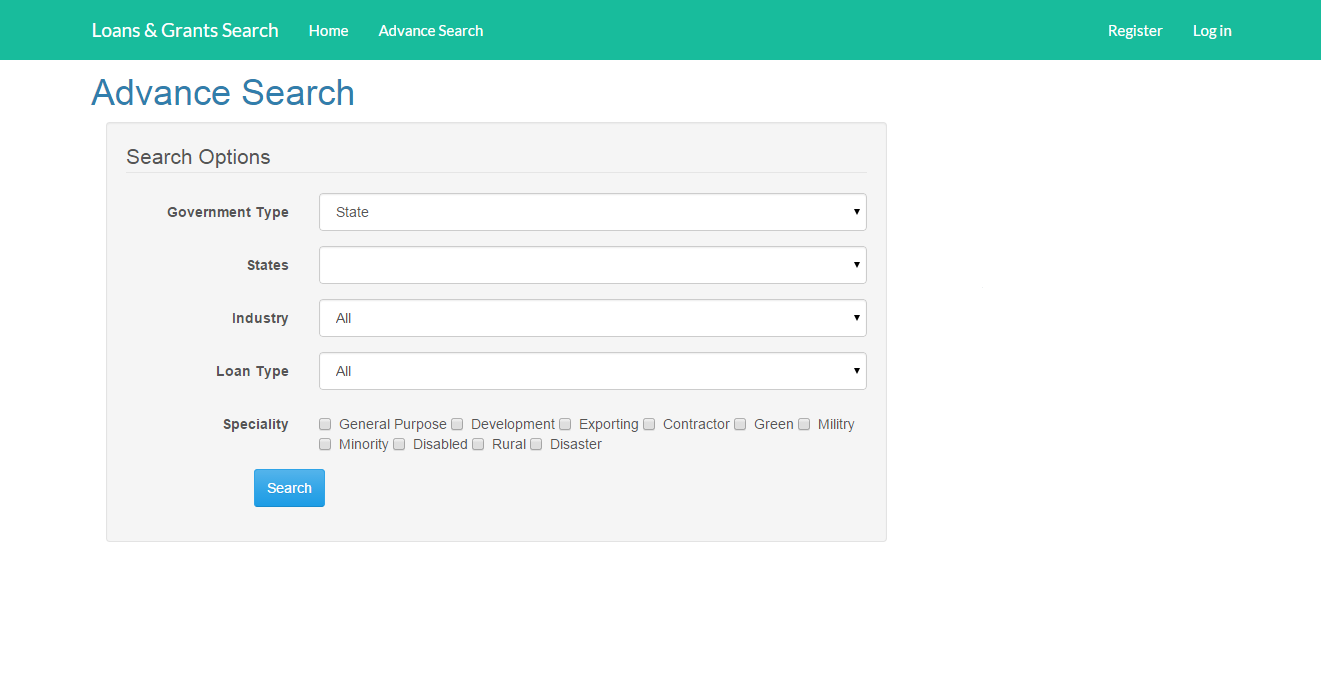 Loans & Grants Search Home Advance Search Register Log in
Advance Search
Search Options
Government Type State
States
Industry All
Loan Type All
Speciality General Purpose Development Exporting Contractor Green Militry
Minority Disabled Rural Disaster
Search